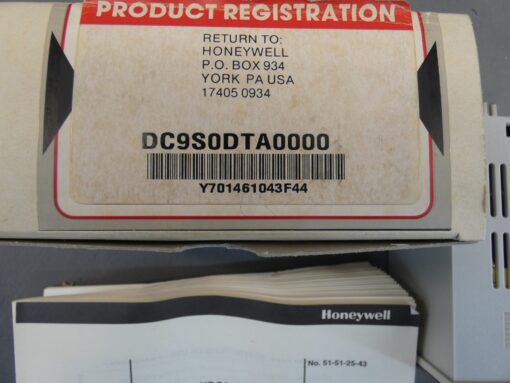 PRODUCT REGISTRATION
RETURN TO:
HONEYWELL
P.O. BOX 934
YORK PA USA
17405 0934
DC9S0DTA0000
Y701461043F44
Honeywell
No. 51-51-25-43